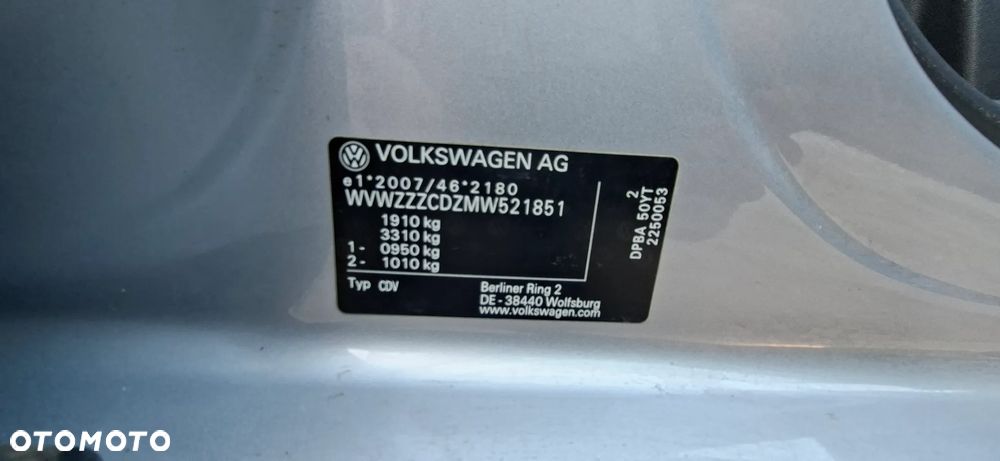 VOLKSWAGEN AG
e1*2007/46*2180
WVWZZZCDZMW521851
1910 kg
3310 kg
1- 0950 kg
2- 1010 kg
Typ CDV
Berliner Ring 2
DE - 38440 Wolfsburg
www.volkswagen.com
2
DPBA 50YT
2250053
OTOMOTO